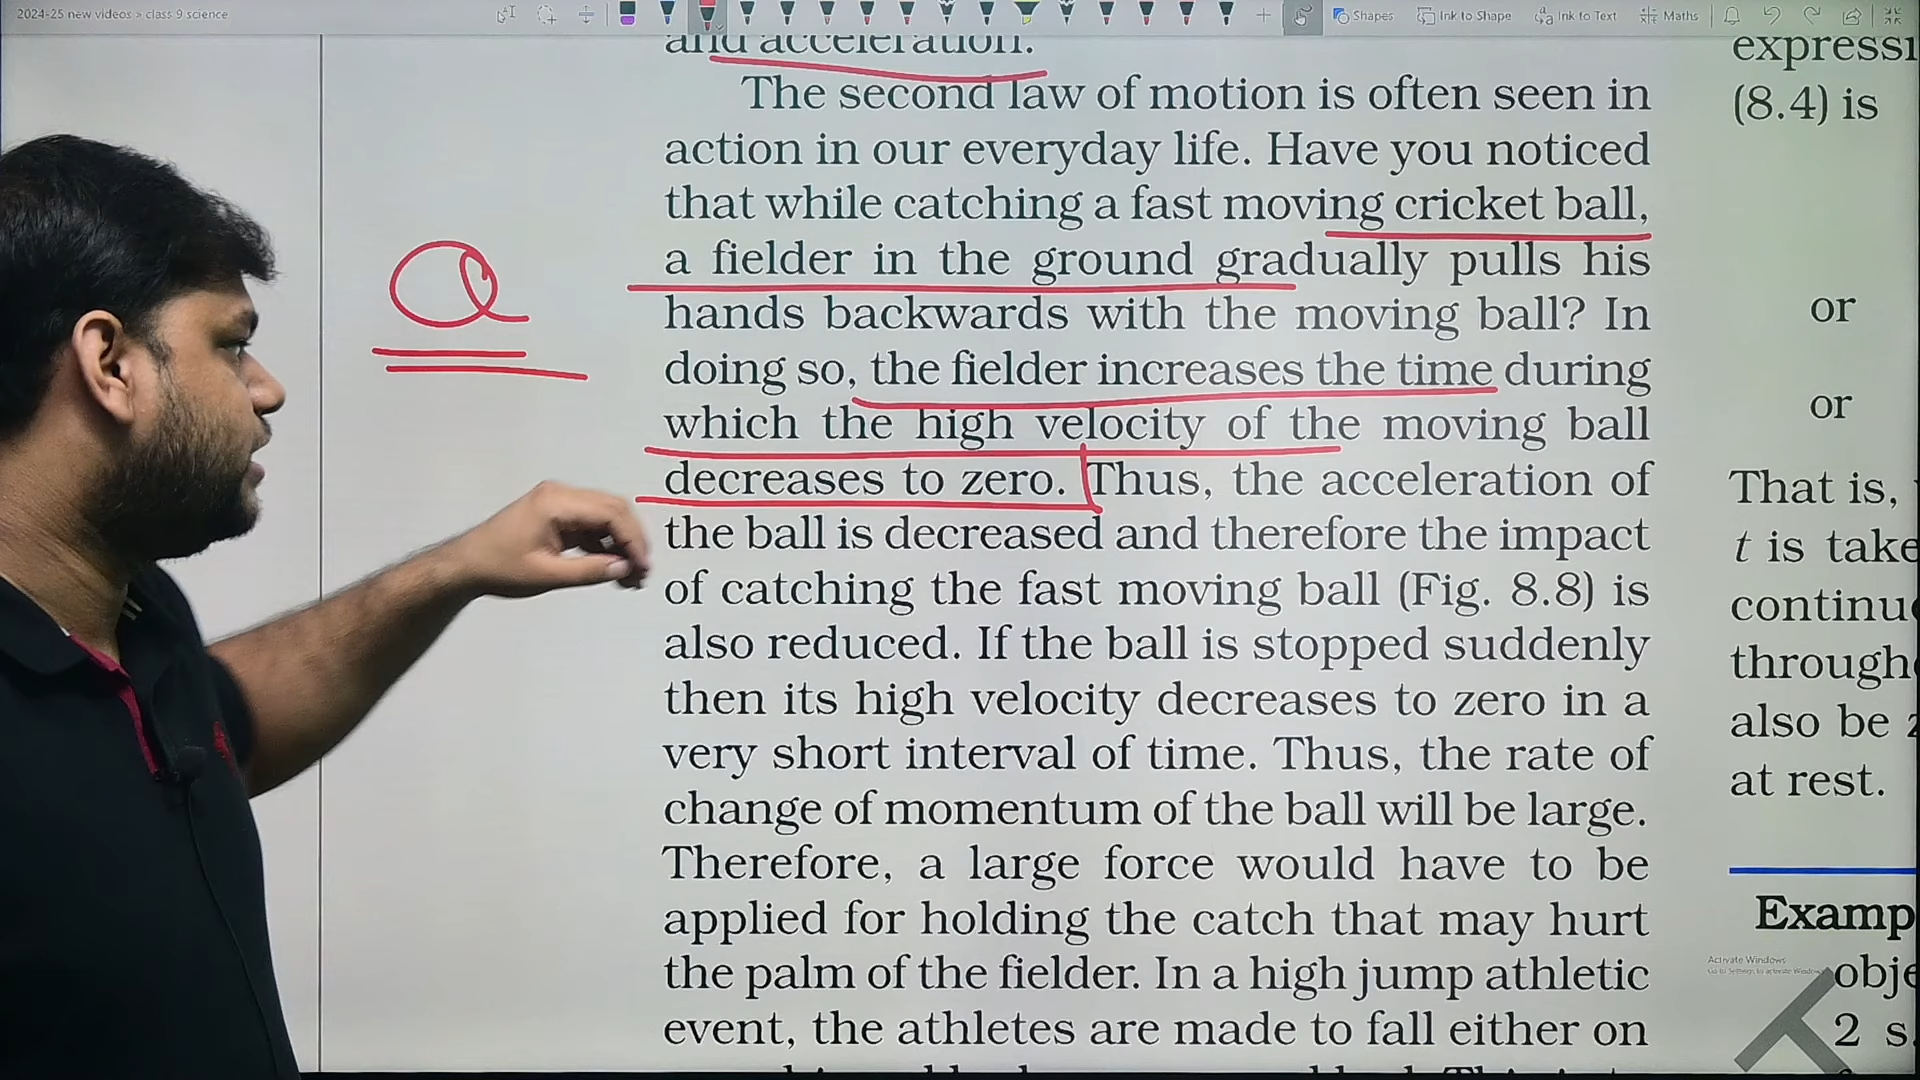 2024-25 new videos » class 9 science
Shapes
Ink to Shape
Ink to Text
Maths
and acceleration.
The second law of motion is often seen in
action in our everyday life. Have you noticed
that while catching a fast moving cricket ball,
a fielder in the ground gradually pulls his
hands backwards with the moving ball? In
doing so, the fielder increases the time during
which the high velocity of the moving ball
decreases to zero. Thus, the acceleration of
the ball is decreased and therefore the impact
of catching the fast moving ball (Fig. 8.8) is
also reduced. If the ball is stopped suddenly
then its high velocity decreases to zero in a
very short interval of time. Thus, the rate of
change of momentum of the ball will be large.
Therefore, a large force would have to be
applied for holding the catch that may hurt
the palm of the fielder. In a high jump athletic
event, the athletes are made to fall either on
Q
expressi
(8.4) is
or
or
That is,
t is take
continu
through
also be
at rest.
Examp
Activate Windows
Go to Settings to activate Windows.
obje
2 s.